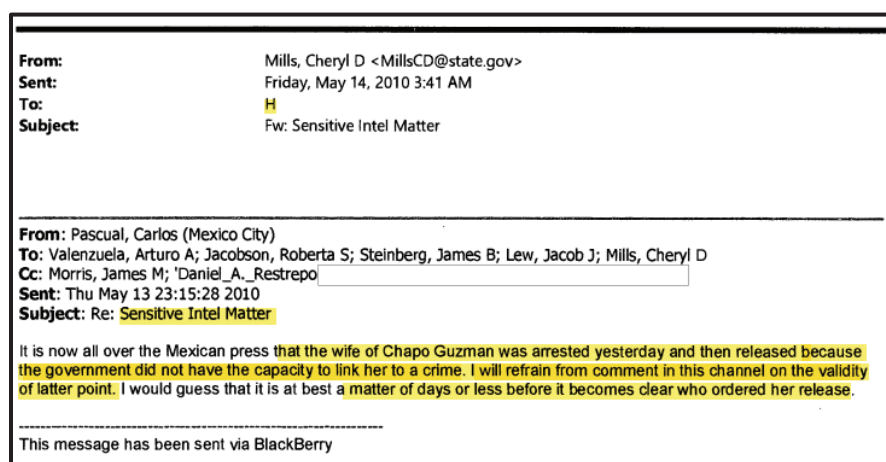 From: Mills, Cheryl D <MillsCD@state.gov>
Sent: Friday, May 14, 2010 3:41 AM
To: H
Subject: Fw: Sensitive Intel Matter
From: Pascual, Carlos (Mexico City)
To: Valenzuela, Arturo A; Jacobson, Roberta S; Steinberg, James B; Lew, Jacob J; Mills, Cheryl D
Cc: Morris, James M; 'Daniel_A._Restrepo
Sent: Thu May 13 23:15:28 2010
Subject: Re: Sensitive Intel Matter
It is now all over the Mexican press that the wife of Chapo Guzman was arrested yesterday and then released because
the government did not have the capacity to link her to a crime. I will refrain from comment in this channel on the validity
of latter point. I would guess that it is at best a matter of days or less before it becomes clear who ordered her release.
--------------------------------------------------------------------
This message has been sent via BlackBerry